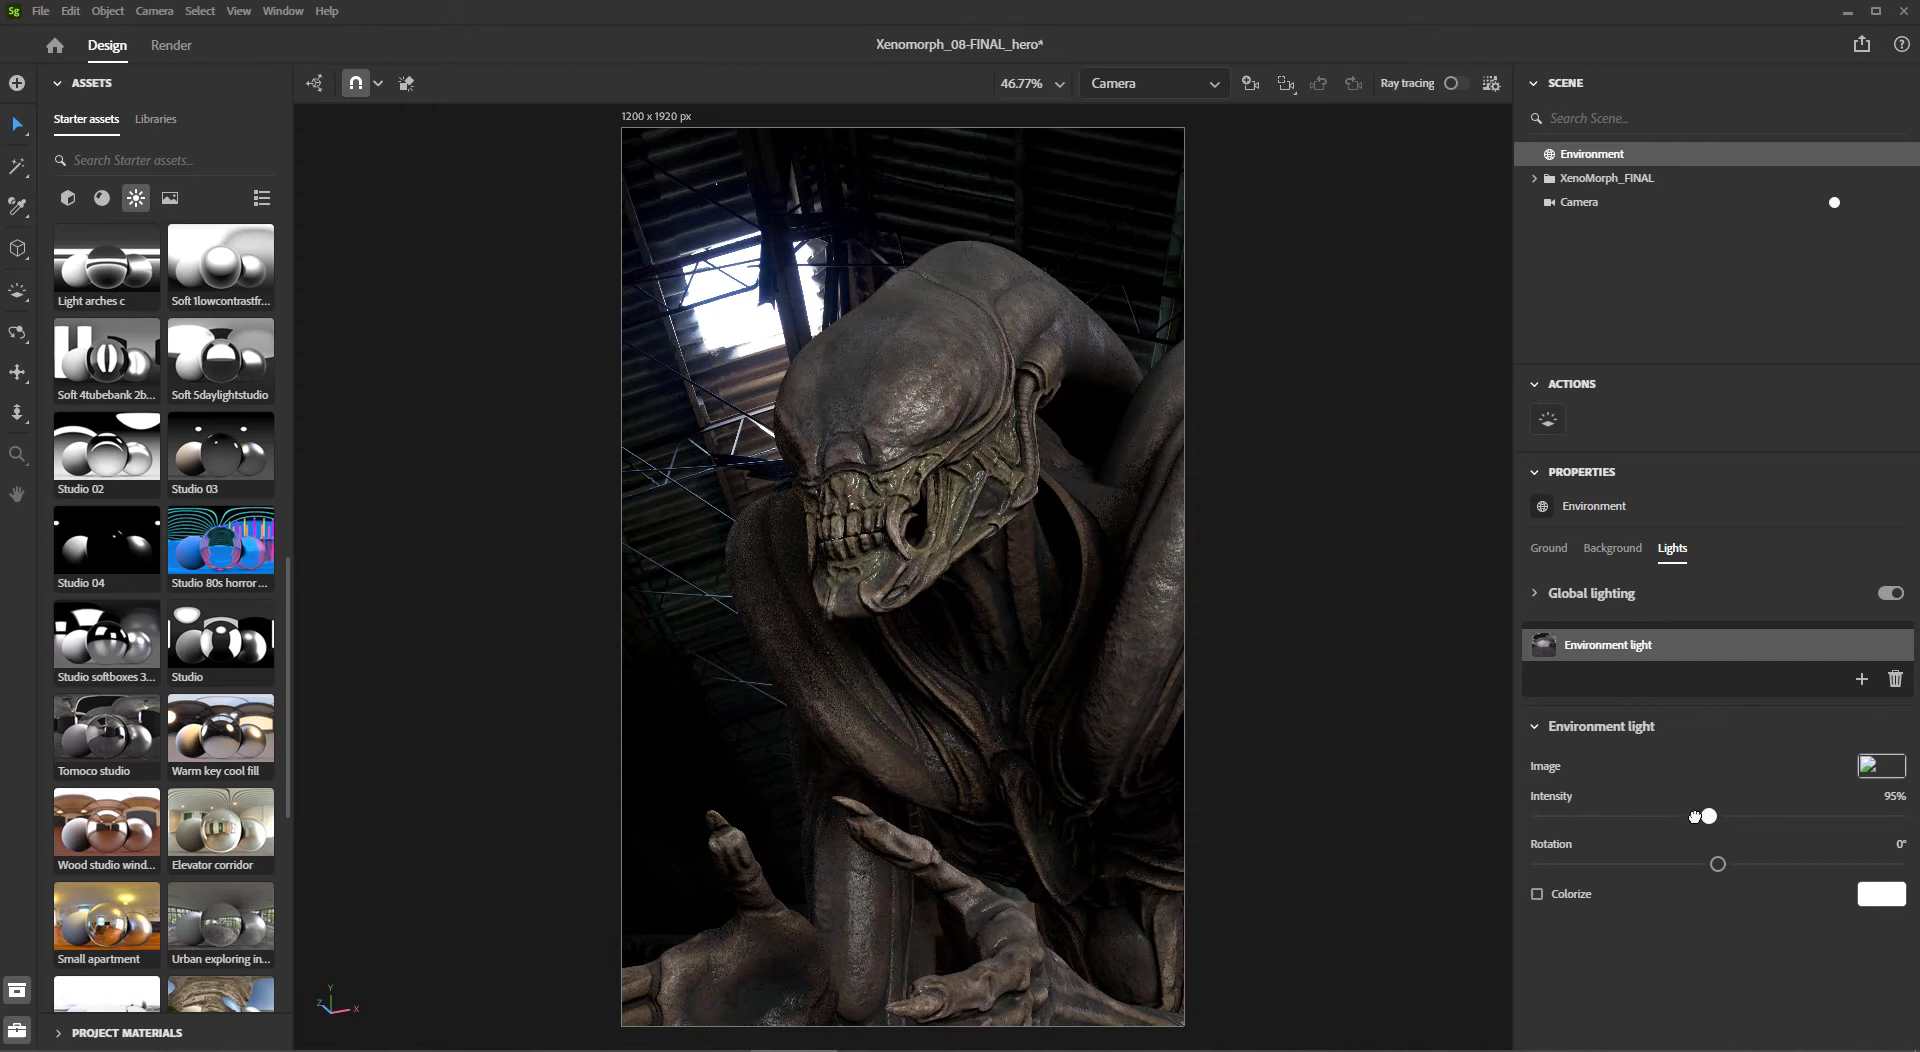 Sg File Edit Object Camera Select View Window Help
Design Render
Xenomorph_08-FINAL_hero*
ASSETS
Starter assets Libraries
Search Starter assets...
Light arches c
Soft 1lowcontrastfr...
Soft 4tubebank 2b...
Soft 5daylightstudio
Studio 02
Studio 03
Studio 04
Studio 80s horror ...
Studio softboxes 3...
Studio
Tomoco studio
Warm key cool fill
Wood studio wind...
Elevator corridor
Small apartment
Urban exploring in...
PROJECT MATERIALS
46.77%
Camera
Ray tracing
1200 x 1920 px
Y
Z
X
SCENE
Search Scene...
Environment
XenoMorph_FINAL
Camera
ACTIONS
PROPERTIES
Environment
Ground Background Lights
Global lighting
Environment light
Environment light
Image
Intensity 95%
Rotation 0°
Colorize